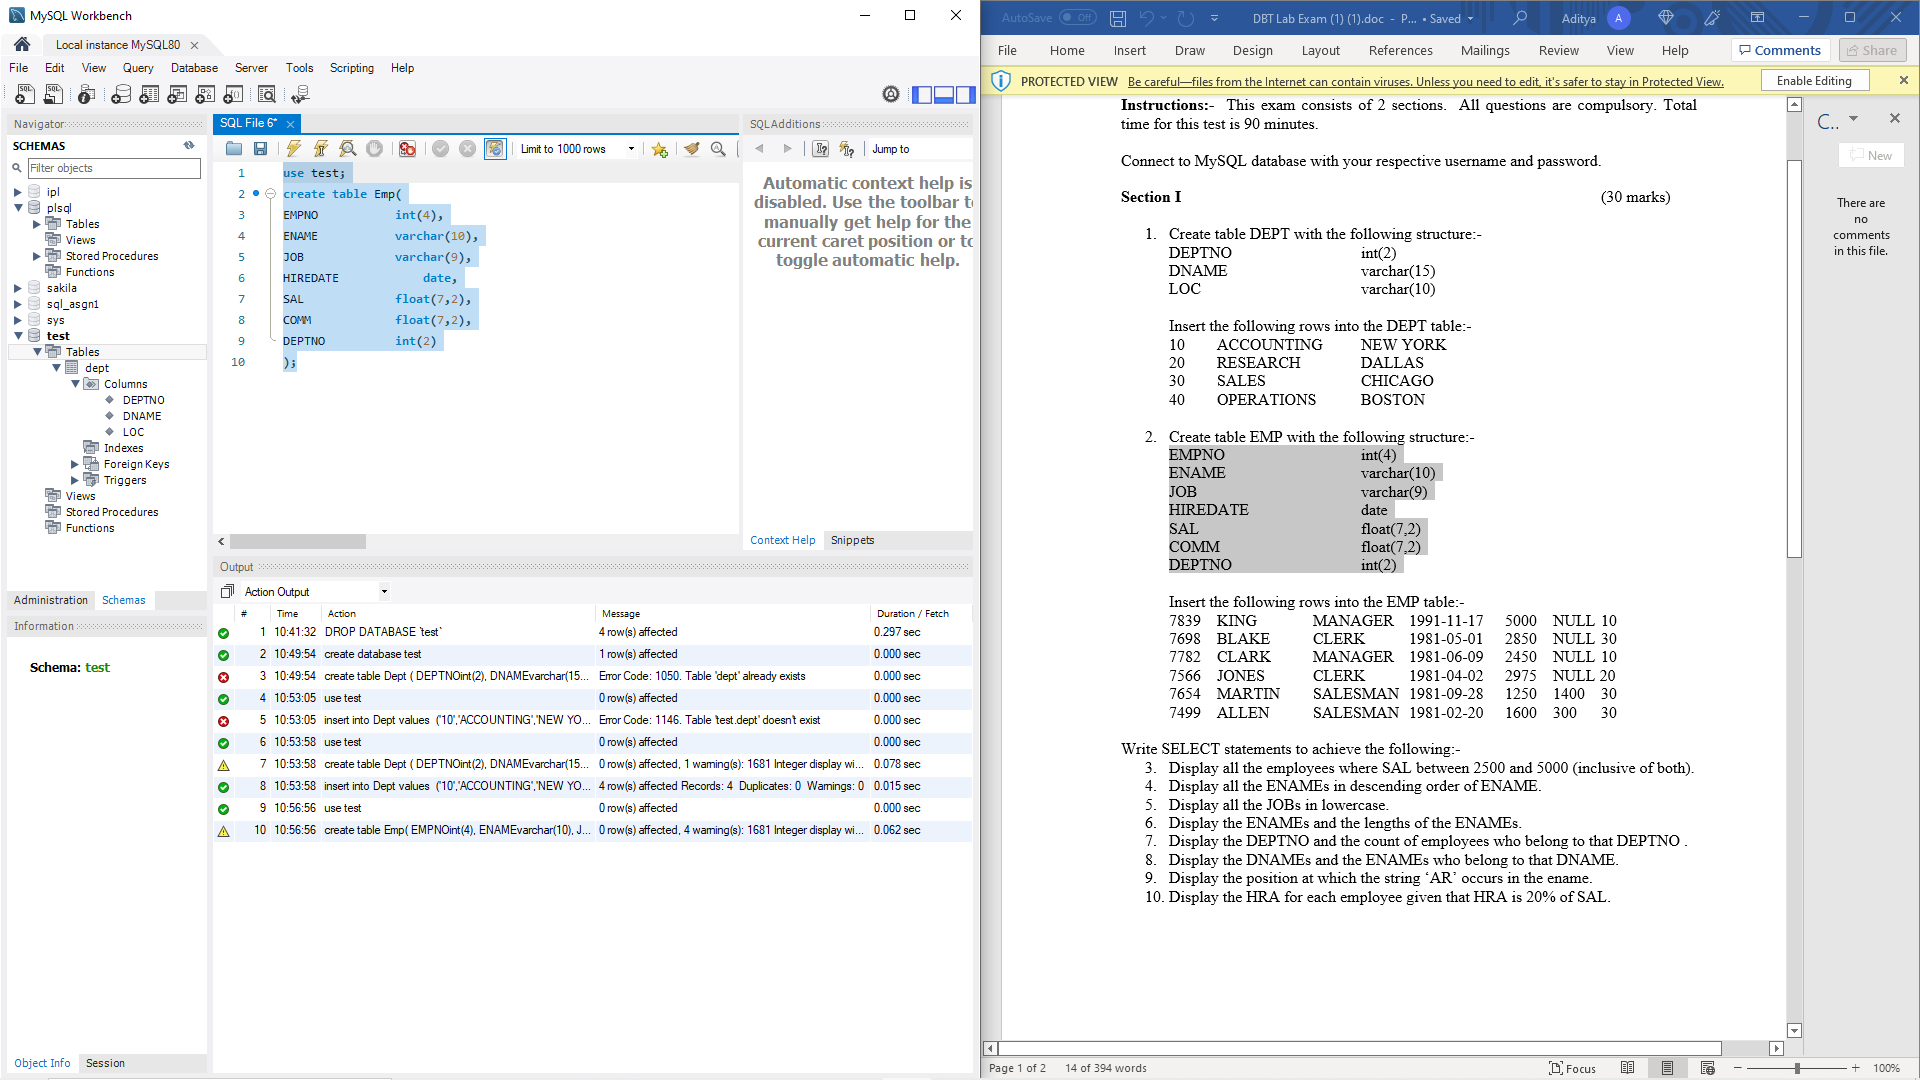 MySQL Workbench
Local instance MySQL80
File Edit View Query Database Server Tools Scripting Help
Navigator
SCHEMAS
Filter objects
ipl
plsql
Tables
Views
Stored Procedures
Functions
sakila
sql_asgn1
sys
test
Tables
dept
Columns
DEPTNO
DNAME
LOC
Indexes
Foreign Keys
Triggers
Views
Stored Procedures
Functions
Administration Schemas
Information
Schema: test
Object Info Session
SQL File 6*
Limit to 1000 rows
1 use test;
2 create table Emp(
3 EMPNO int(4),
4 ENAME varchar(10),
5 JOB varchar(9),
6 HIREDATE date,
7 SAL float(7,2),
8 COMM float(7,2),
9 DEPTNO int(2)
10 );
SQLAdditions
Jump to
Automatic context help is
disabled. Use the toolbar to
manually get help for the
current caret position or to
toggle automatic help.
Context Help Snippets
Output
Action Output
# Time Action Message Duration / Fetch
1 10:41:32 DROP DATABASE `test` 4 row(s) affected 0.297 sec
2 10:49:54 create database test 1 row(s) affected 0.000 sec
3 10:49:54 create table Dept ( DEPTNOint(2), DNAMEvarchar(15... Error Code: 1050. Table 'dept' already exists 0.000 sec
4 10:53:05 use test 0 row(s) affected 0.000 sec
5 10:53:05 insert into Dept values ('10','ACCOUNTING','NEW YO... Error Code: 1146. Table 'test.dept' doesn't exist 0.000 sec
6 10:53:58 use test 0 row(s) affected 0.000 sec
7 10:53:58 create table Dept ( DEPTNOint(2), DNAMEvarchar(15... 0 row(s) affected, 1 warning(s): 1681 Integer display wi... 0.078 sec
8 10:53:58 insert into Dept values ('10','ACCOUNTING','NEW YO... 4 row(s) affected Records: 4 Duplicates: 0 Warnings: 0 0.015 sec
9 10:56:56 use test 0 row(s) affected 0.000 sec
10 10:56:56 create table Emp( EMPNOint(4), ENAMEvarchar(10), J... 0 row(s) affected, 4 warning(s): 1681 Integer display wi... 0.062 sec
AutoSave Off DBT Lab Exam (1) (1).doc - P... • Saved Aditya A
File Home Insert Draw Design Layout References Mailings Review View Help Comments Share
PROTECTED VIEW Be careful—files from the Internet can contain viruses. Unless you need to edit, it's safer to stay in Protected View. Enable Editing
Instructions:- This exam consists of 2 sections. All questions are compulsory. Total
time for this test is 90 minutes.
Connect to MySQL database with your respective username and password.
Section I (30 marks)
1. Create table DEPT with the following structure:-
DEPTNO int(2)
DNAME varchar(15)
LOC varchar(10)
Insert the following rows into the DEPT table:-
10 ACCOUNTING NEW YORK
20 RESEARCH DALLAS
30 SALES CHICAGO
40 OPERATIONS BOSTON
2. Create table EMP with the following structure:-
EMPNO int(4)
ENAME varchar(10)
JOB varchar(9)
HIREDATE date
SAL float(7,2)
COMM float(7,2)
DEPTNO int(2)
Insert the following rows into the EMP table:-
7839 KING MANAGER 1991-11-17 5000 NULL 10
7698 BLAKE CLERK 1981-05-01 2850 NULL 30
7782 CLARK MANAGER 1981-06-09 2450 NULL 10
7566 JONES CLERK 1981-04-02 2975 NULL 20
7654 MARTIN SALESMAN 1981-09-28 1250 1400 30
7499 ALLEN SALESMAN 1981-02-20 1600 300 30
Write SELECT statements to achieve the following:-
3. Display all the employees where SAL between 2500 and 5000 (inclusive of both).
4. Display all the ENAMEs in descending order of ENAME.
5. Display all the JOBs in lowercase.
6. Display the ENAMEs and the lengths of the ENAMEs.
7. Display the DEPTNO and the count of employees who belong to that DEPTNO .
8. Display the DNAMEs and the ENAMEs who belong to that DNAME.
9. Display the position at which the string ‘AR’ occurs in the ename.
10. Display the HRA for each employee given that HRA is 20% of SAL.
C..
New
There are
no
comments
in this file.
Page 1 of 2 14 of 394 words Focus 100%